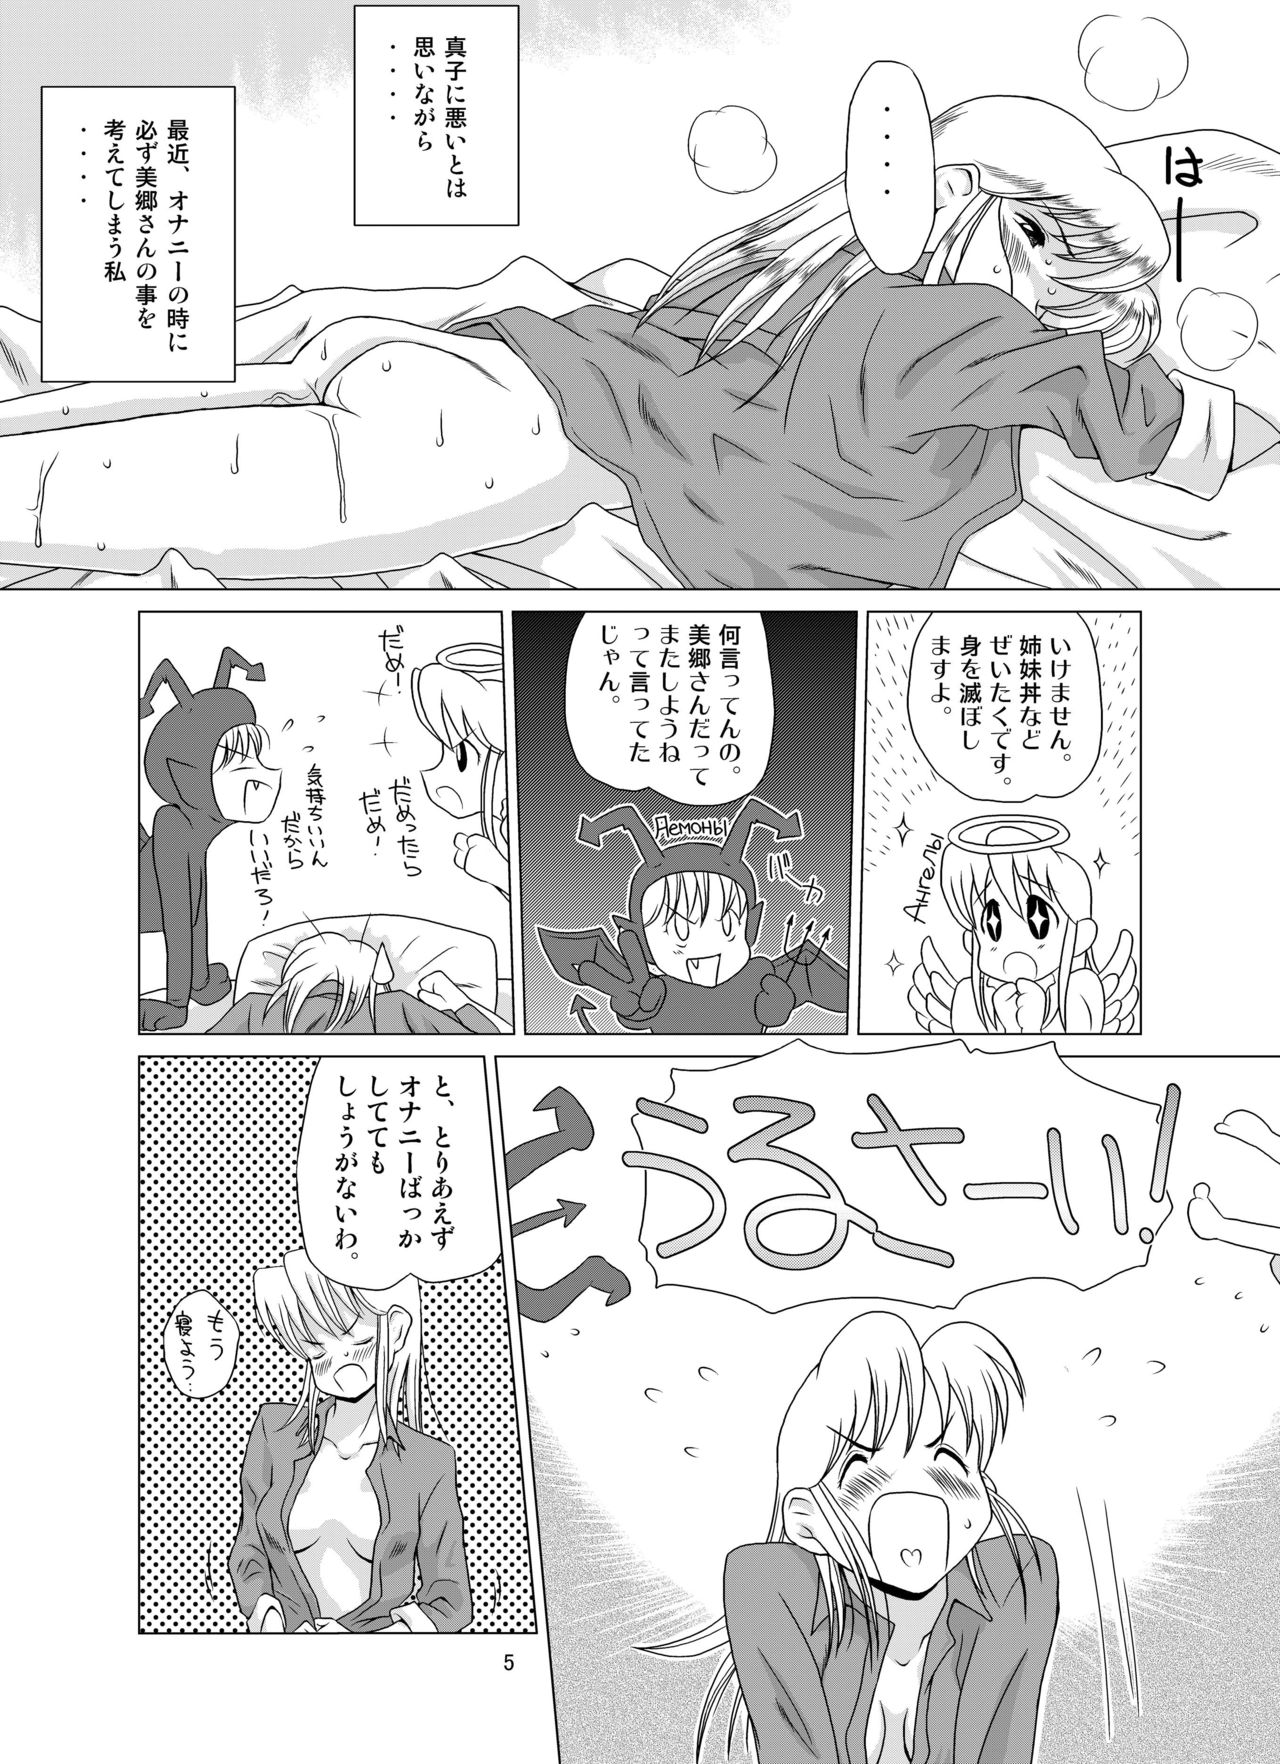 はー
・・・・
真子に悪いとは
思いながら
・・・・
最近、オナニーの時に
必ず美郷さんの事を
考えてしまう私
・・・・
いけません。
姉妹丼など
ぜいたくです。
身を滅ぼし
ますよ。
Ангелы
何言ってんの。
美郷さんだって
またしようね
って言ってた
じゃん。
Демоны
バーカ
だめ!
だめったら
だめ!
気持ちいいん
だから
いいだろ!
うるさーい!
と、とりあえず
オナニーばっか
してても
しょうがないわ。
もう
寝よう…
5